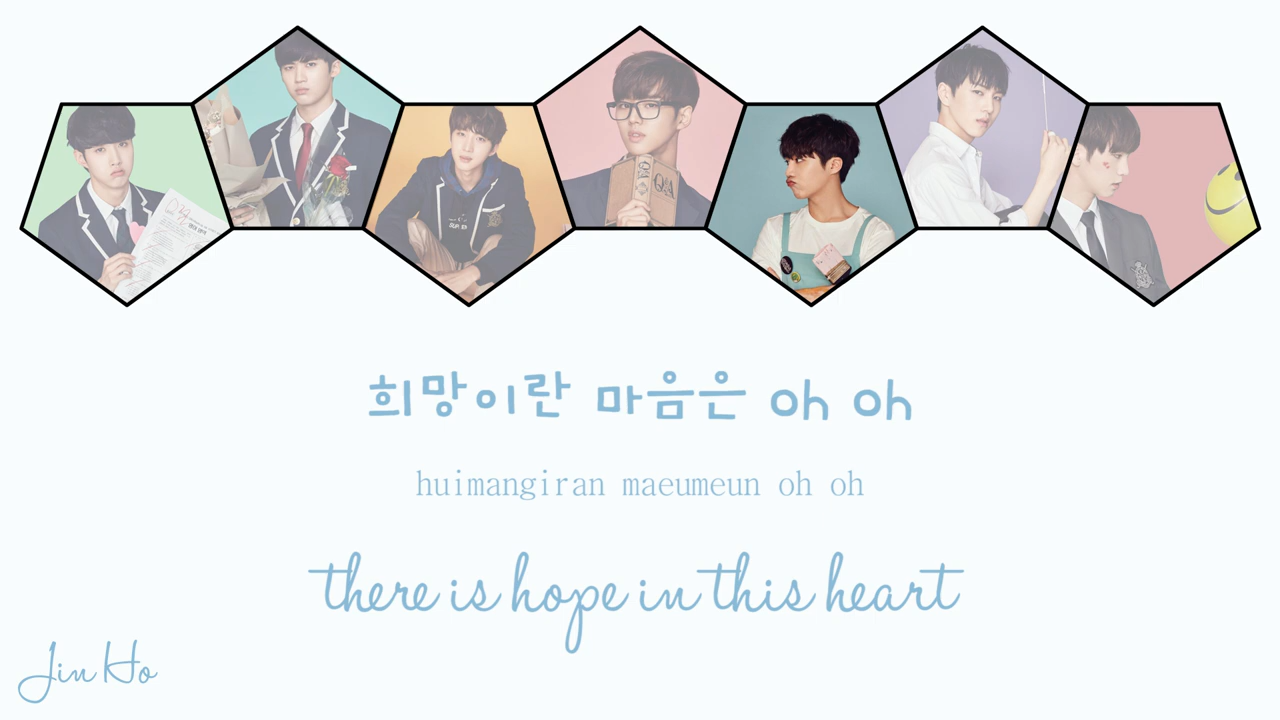 Q&A
Q&A
희망이란 마음은 oh oh
huimangiran maeumeun oh oh
there is hope in this heart
Jin Ho